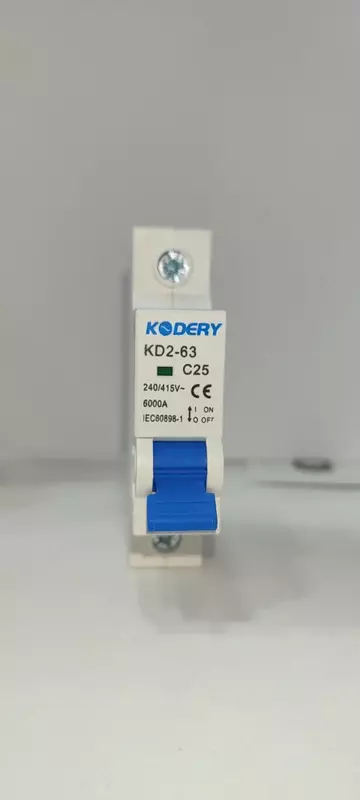 KODERY
KD2-63
C25
240/415V~ CE
6000A I ON
IEC60898-1 O OFF